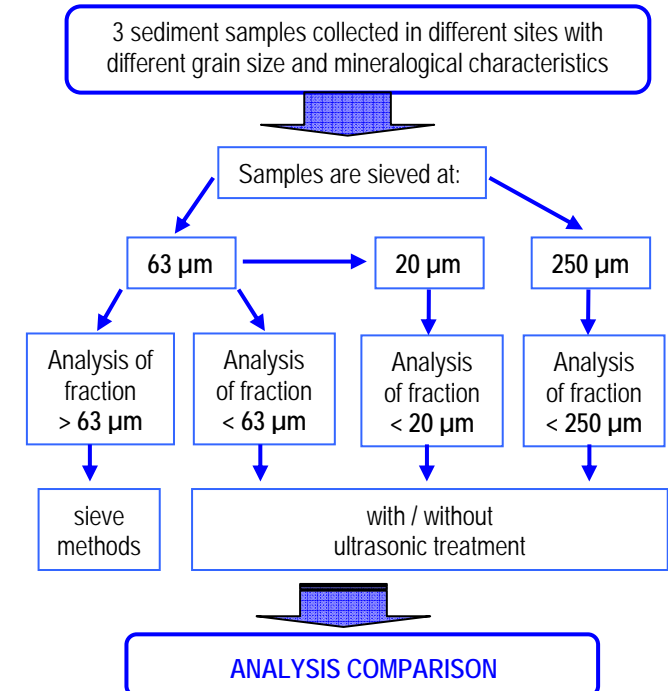 3 sediment samples collected in different sites with
different grain size and mineralogical characteristics
Samples are sieved at:
63 µm
20 µm
250 µm
Analysis of
fraction
> 63 µm
Analysis
of fraction
< 63 µm
Analysis
of fraction
< 20 µm
Analysis
of fraction
< 250 µm
sieve
methods
with / without
ultrasonic treatment
ANALYSIS COMPARISON